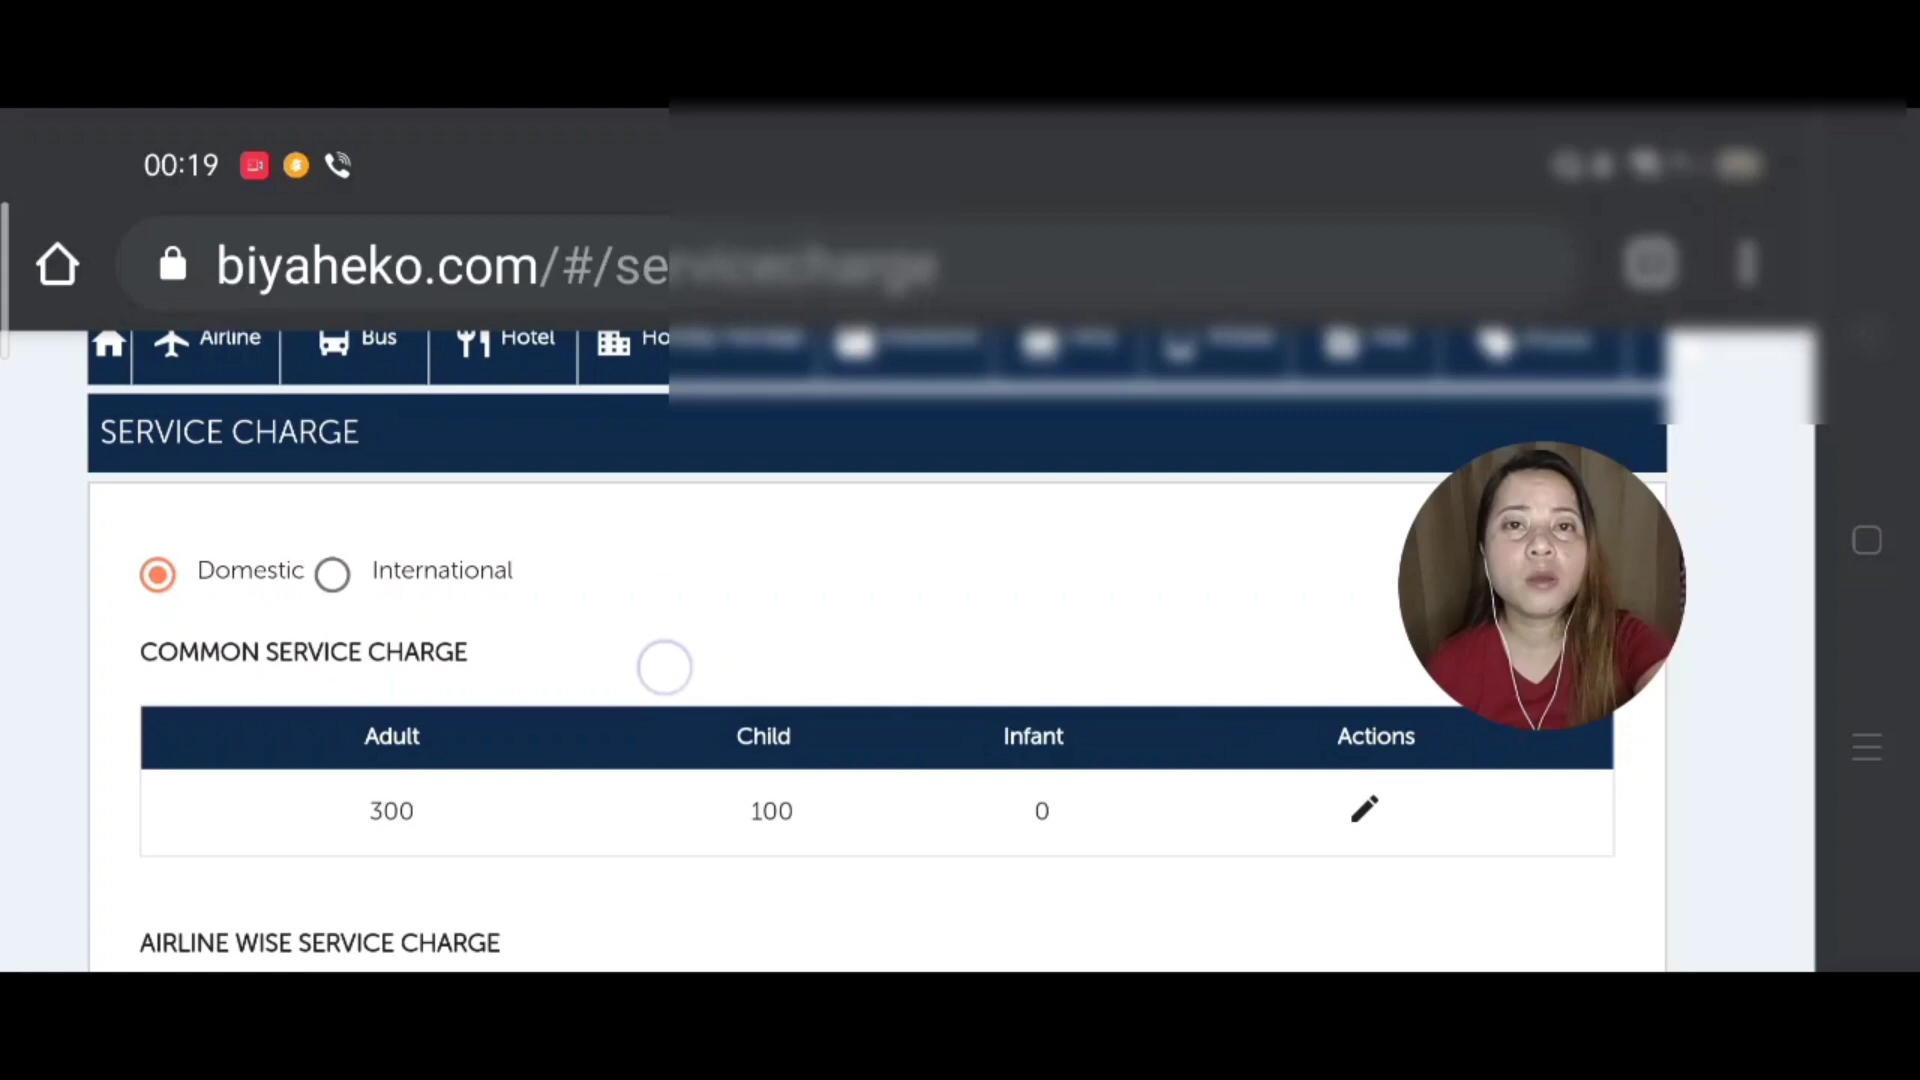 00:19
biyaheko.com/#/servicecharge
Airline Bus Hotel Ho
SERVICE CHARGE
Domestic International
COMMON SERVICE CHARGE
Adult Child Infant Actions
300 100 0
AIRLINE WISE SERVICE CHARGE